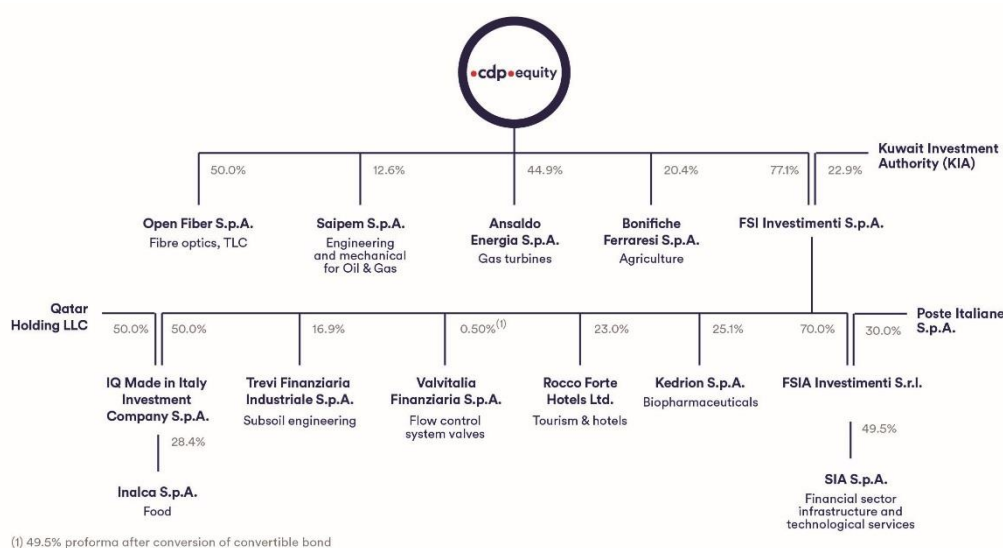 •cdp•equity
Kuwait Investment
Authority (KIA)
50.0%
12.6%
44.9%
20.4%
77.1%
22.9%
Open Fiber S.p.A.
Fibre optics, TLC
Saipem S.p.A.
Engineering
and mechanical
for Oil & Gas
Ansaldo
Energia S.p.A.
Gas turbines
Bonifiche
Ferraresi S.p.A.
Agriculture
FSI Investimenti S.p.A.
Qatar
Holding LLC
50.0%
50.0%
16.9%
0.50%(1)
23.0%
25.1%
70.0%
30.0%
Poste Italiane
S.p.A.
IQ Made in Italy
Investment
Company S.p.A.
Trevi Finanziaria
Industriale S.p.A.
Subsoil engineering
Valvitalia
Finanziaria S.p.A.
Flow control
system valves
Rocco Forte
Hotels Ltd.
Tourism & hotels
Kedrion S.p.A.
Biopharmaceuticals
FSIA Investimenti S.r.l.
28.4%
49.5%
Inalca S.p.A.
Food
SIA S.p.A.
Financial sector
infrastructure and
technological services
(1) 49.5% proforma after conversion of convertible bond